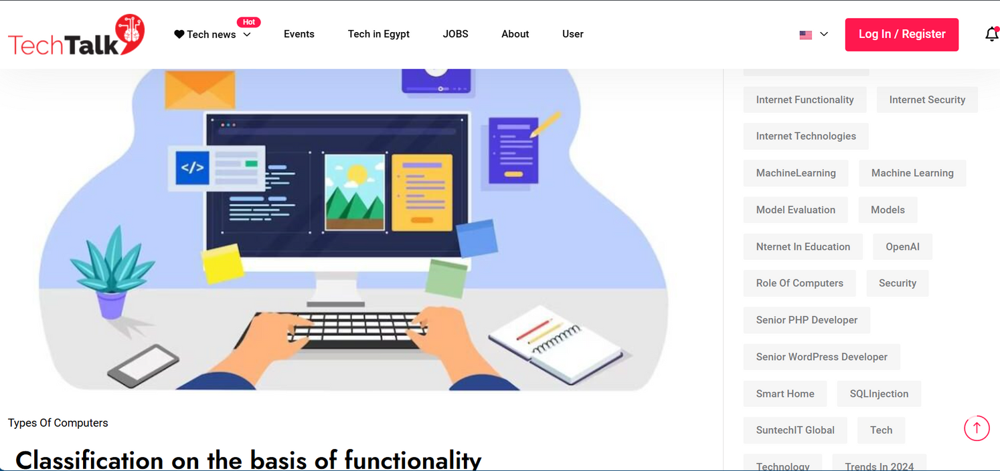 TechTalk
Tech news
Hot
Events
Tech in Egypt
JOBS
About
User
Log In / Register
</>
Internet Functionality
Internet Security
Internet Technologies
MachineLearning
Machine Learning
Model Evaluation
Models
Nternet In Education
OpenAI
Role Of Computers
Security
Senior PHP Developer
Senior WordPress Developer
Smart Home
SQLInjection
SuntechIT Global
Tech
Technology
Trends In 2024
Types Of Computers
Classification on the basis of functionality